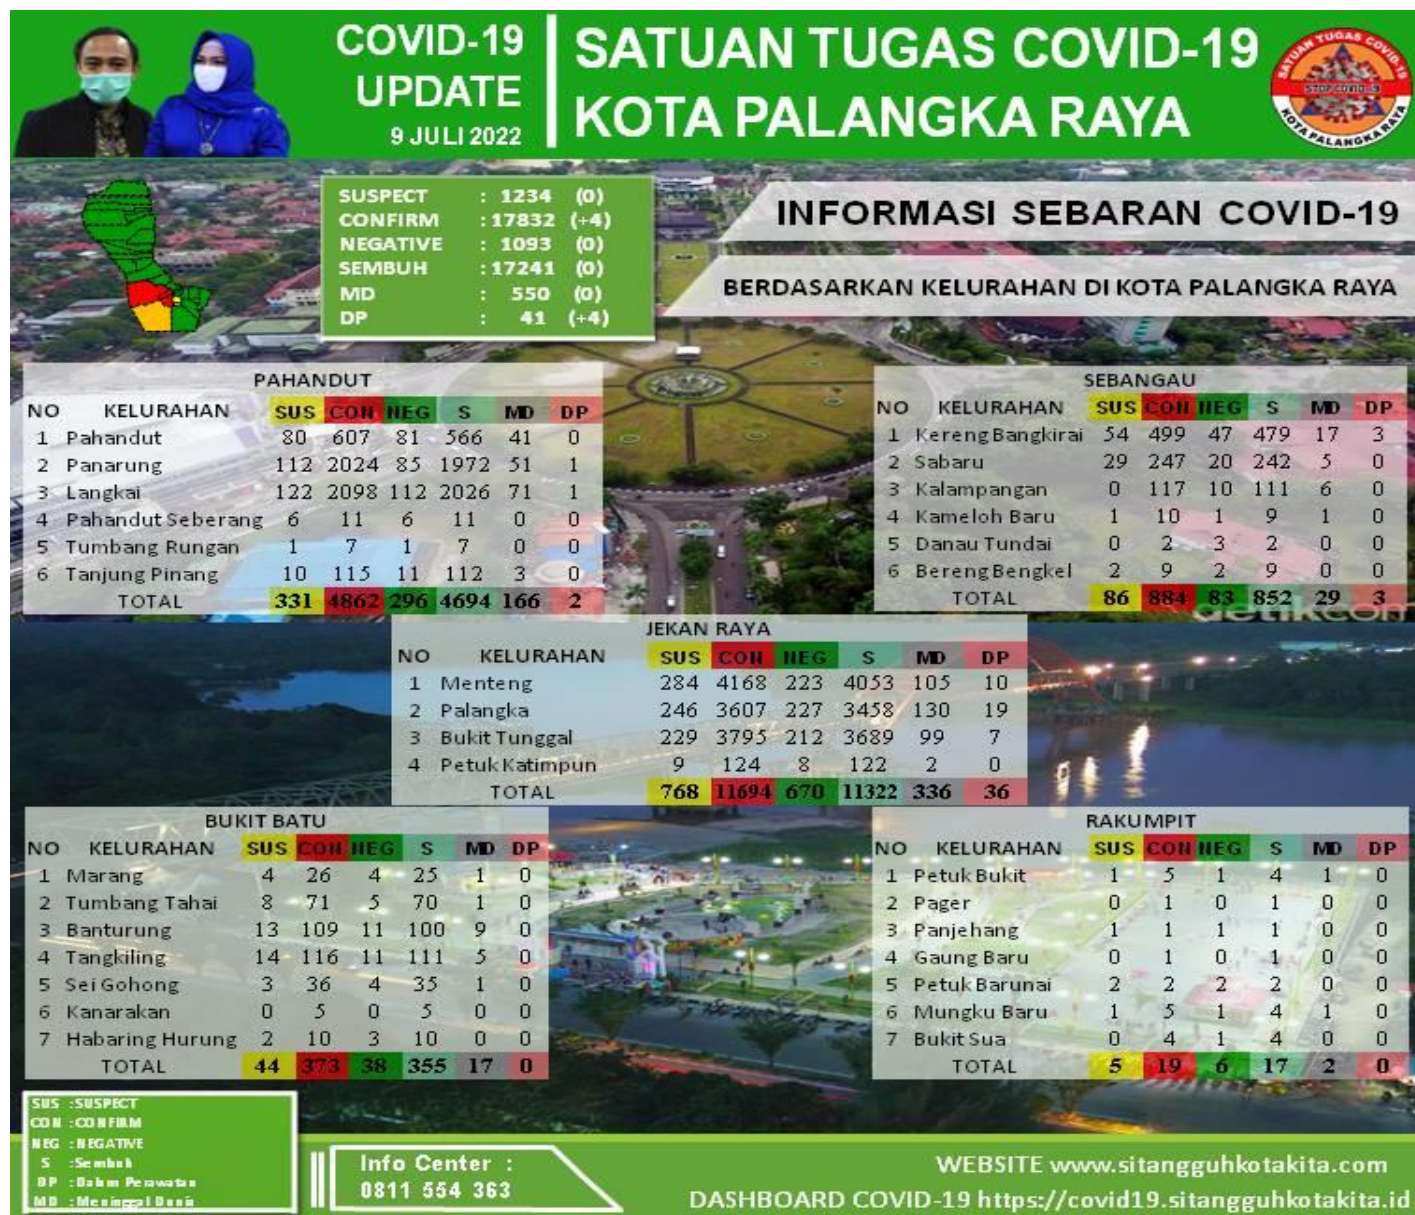 COVID-19
UPDATE
9 JULI 2022
SATUAN TUGAS COVID-19
KOTA PALANGKA RAYA
SATUAN TUGAS COVID-19
STOP COVID-19
KOTA PALANGKA RAYA
SUSPECT : 1234 (0)
CONFIRM : 17832 (+4)
NEGATIVE : 1093 (0)
SEMBUH : 17241 (0)
MD : 550 (0)
DP : 41 (+4)
INFORMASI SEBARAN COVID-19
BERDASARKAN KELURAHAN DI KOTA PALANGKA RAYA
PAHANDUT
NO KELURAHAN SUS CON NEG S MD DP
1 Pahandut 80 607 81 566 41 0
2 Panarung 112 2024 85 1972 51 1
3 Langkai 122 2098 112 2026 71 1
4 Pahandut Seberang 6 11 6 11 0 0
5 Tumbang Rungan 1 7 1 7 0 0
6 Tanjung Pinang 10 115 11 112 3 0
TOTAL 331 4862 296 4694 166 2
SEBANGAU
NO KELURAHAN SUS CON NEG S MD DP
1 Kereng Bangkirai 54 499 47 479 17 3
2 Sabaru 29 247 20 242 5 0
3 Kalampangan 0 117 10 111 6 0
4 Kameloh Baru 1 10 1 9 1 0
5 Danau Tundai 0 2 3 2 0 0
6 Bereng Bengkel 2 9 2 9 0 0
TOTAL 86 884 83 852 29 3
detikcom
JEKAN RAYA
NO KELURAHAN SUS CON NEG S MD DP
1 Menteng 284 4168 223 4053 105 10
2 Palangka 246 3607 227 3458 130 19
3 Bukit Tunggal 229 3795 212 3689 99 7
4 Petuk Katimpun 9 124 8 122 2 0
TOTAL 768 11694 670 11322 336 36
BUKIT BATU
NO KELURAHAN SUS CON NEG S MD DP
1 Marang 4 26 4 25 1 0
2 Tumbang Tahai 8 71 5 70 1 0
3 Banturung 13 109 11 100 9 0
4 Tangkiling 14 116 11 111 5 0
5 Sei Gohong 3 36 4 35 1 0
6 Kanarakan 0 5 0 5 0 0
7 Habaring Hurung 2 10 3 10 0 0
TOTAL 44 373 38 355 17 0
RAKUMPIT
NO KELURAHAN SUS CON NEG S MD DP
1 Petuk Bukit 1 5 1 4 1 0
2 Pager 0 1 0 1 0 0
3 Panjehang 1 1 1 1 0 0
4 Gaung Baru 0 1 0 1 0 0
5 Petuk Barunai 2 2 2 2 0 0
6 Mungku Baru 1 5 1 4 1 0
7 Bukit Sua 0 4 1 4 0 0
TOTAL 5 19 6 17 2 0
SUS : SUSPECT
CON : CONFIRM
NEG : NEGATIVE
S : Sembuh
DP : Dalam Perawatan
MD : Meninggal Dunia
Info Center :
0811 554 363
WEBSITE www.sitangguhkotakita.com
DASHBOARD COVID-19 https://covid19.sitangguhkotakita.id